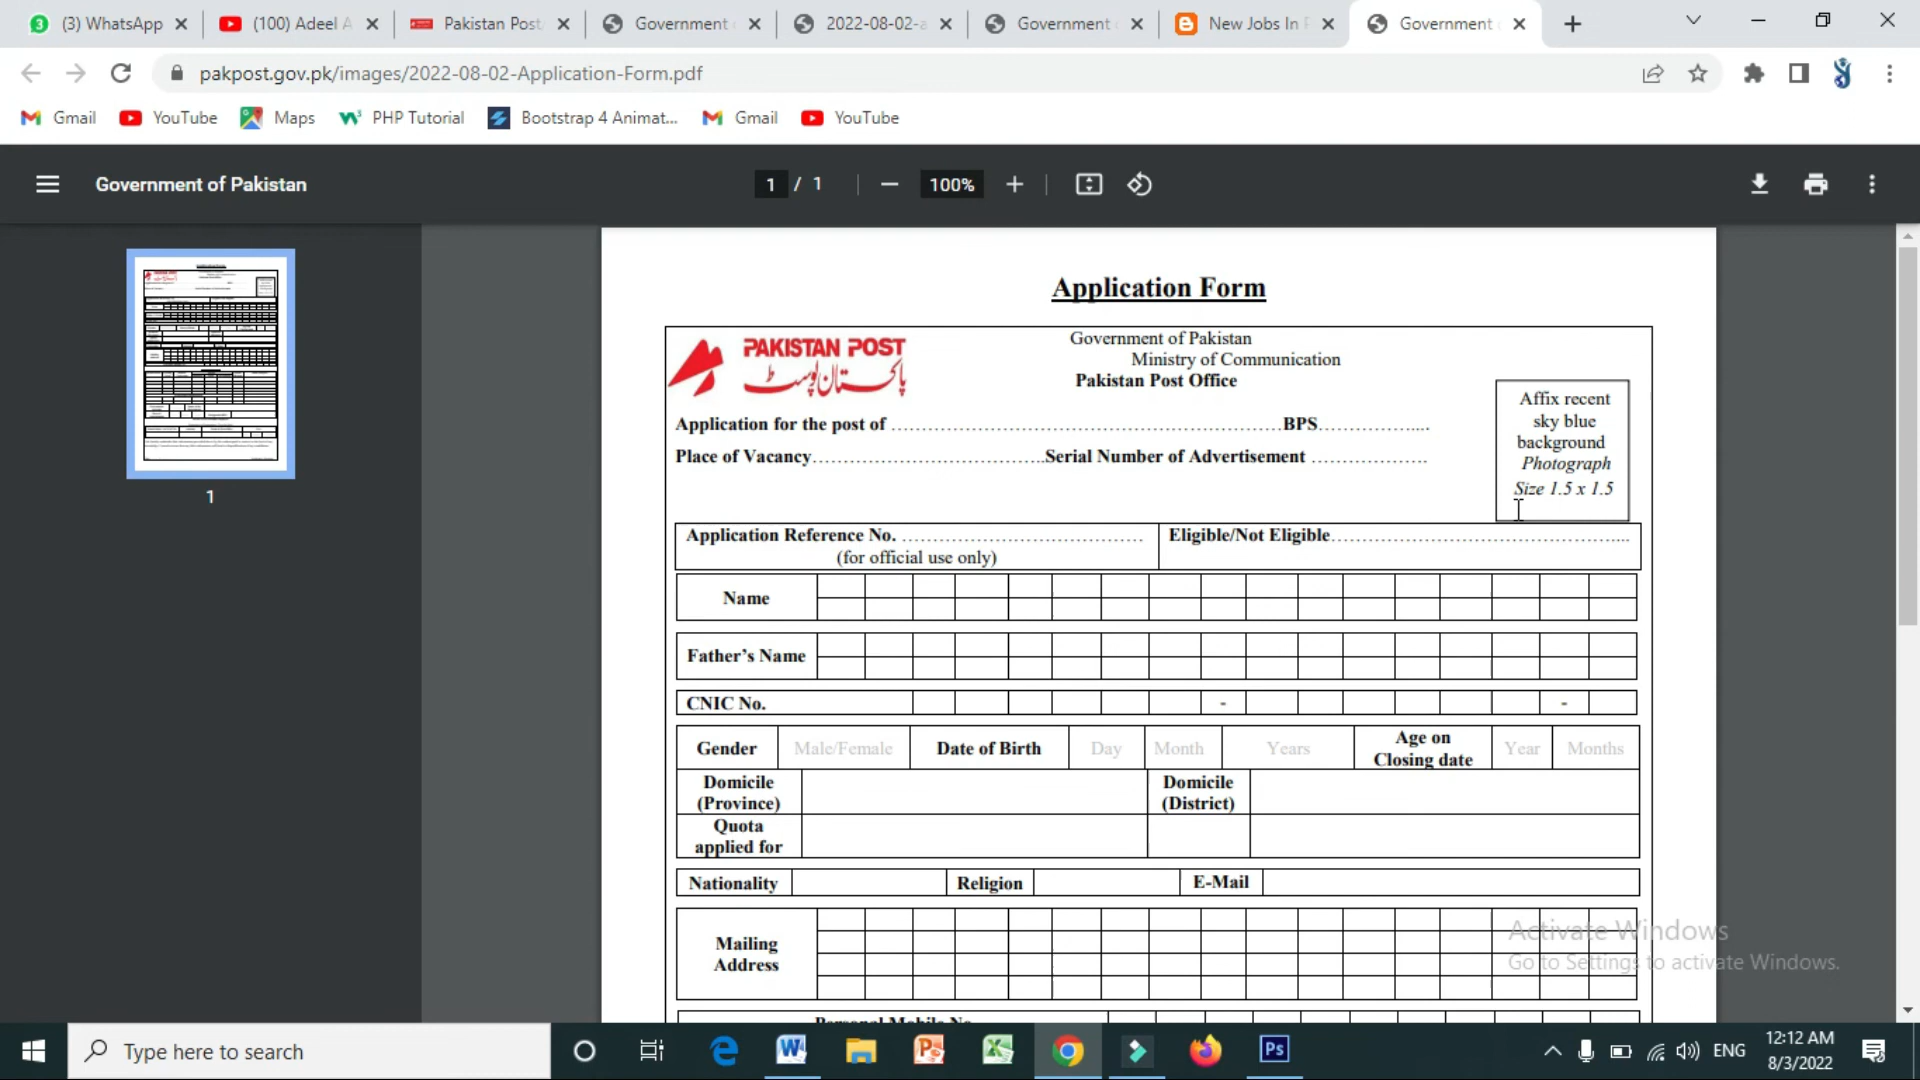 (3) WhatsApp
(100) Adeel A
Pakistan Post
Government
2022-08-02-a
Government
New Jobs In P
Government
pakpost.gov.pk/images/2022-08-02-Application-Form.pdf
Gmail
YouTube
Maps
PHP Tutorial
Bootstrap 4 Animat...
Gmail
YouTube
Government of Pakistan
1 / 1
100%
1
Application Form
PAKISTAN POST
پاکستان پوسٹ
Government of Pakistan
Ministry of Communication
Pakistan Post Office
Application for the post of ……………………………………………………BPS……………....
Place of Vacancy……………………………..Serial Number of Advertisement ……………….
Affix recent
sky blue
background
Photograph
Size 1.5 x 1.5
Application Reference No. ………………………………
(for official use only)
Eligible/Not Eligible……………………………………...
Name
Father's Name
CNIC No. - -
Gender Male/Female Date of Birth Day Month Years Age on Closing date Year Months
Domicile (Province) Domicile (District)
Quota applied for
Nationality Religion E-Mail
Mailing Address
Personal Mobile No.
Activate Windows
Go to Settings to activate Windows.
Type here to search
ENG
12:12 AM
8/3/2022